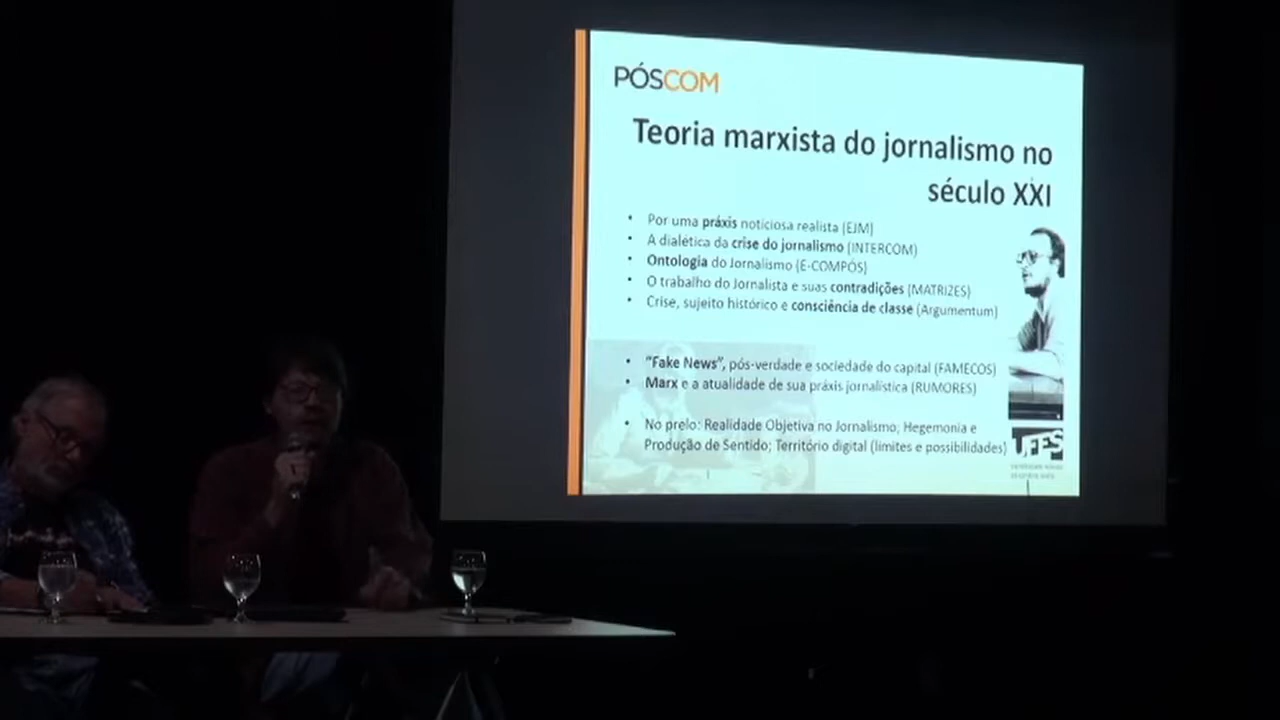 PÓSCOM
Teoria marxista do jornalismo no
século XXI
• Por uma práxis noticiosa realista (EJM)
• A dialética da crise do jornalismo (INTERCOM)
• Ontologia do Jornalismo (E-COMPÓS)
• O trabalho do Jornalista e suas contradições (MATRIZES)
• Crise, sujeito histórico e consciência de classe (Argumentum)
• "Fake News", pós-verdade e sociedade do capital (FAMECOS)
• Marx e a atualidade de sua práxis jornalística (RUMORES)
• No prelo: Realidade Objetiva no Jornalismo; Hegemonia e
Produção de Sentido; Território digital (limites e possibilidades)
UFES